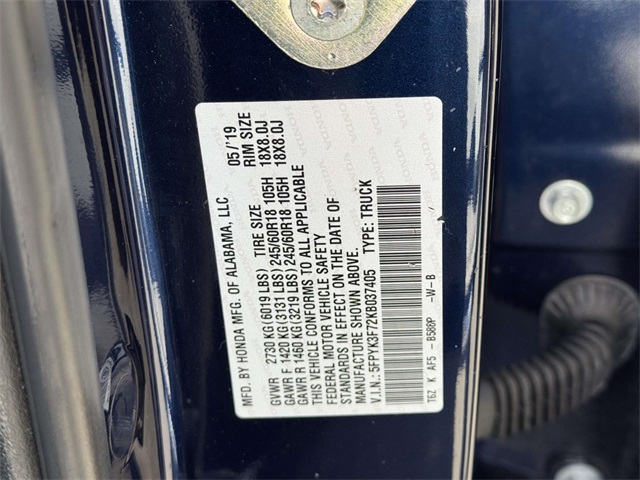 MFD. BY HONDA MFG. OF ALABAMA, LLC 05/'19
TIRE SIZE RIM SIZE
GVWR 2730 KG(6019 LBS)
GAWR F 1420 KG(3131 LBS) 245/60R18 105H 18X8.0J
GAWR R 1460 KG(3219 LBS) 245/60R18 105H 18X8.0J
THIS VEHICLE CONFORMS TO ALL APPLICABLE
FEDERAL MOTOR VEHICLE SAFETY
STANDARDS IN EFFECT ON THE DATE OF
MANUFACTURE SHOWN ABOVE.
V.I.N.: 5FPYK3F72KB037405 TYPE: TRUCK
T6Z K AF5 - B588P -W-B